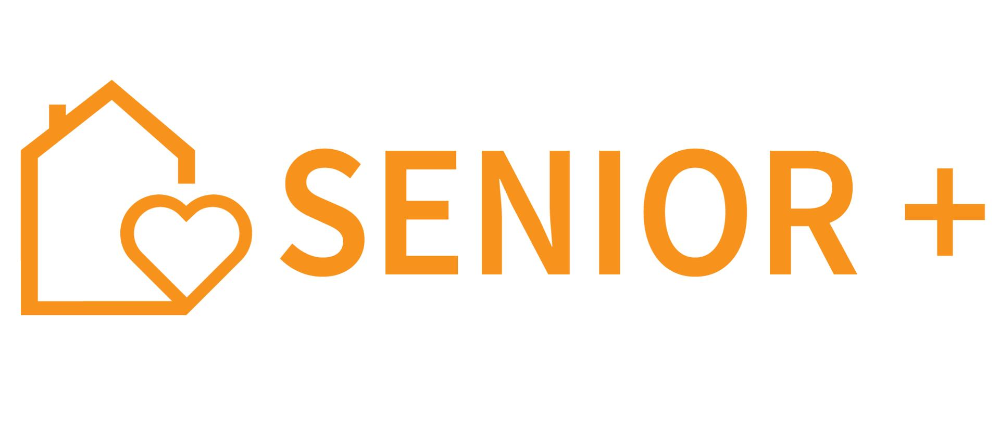 SENIOR +